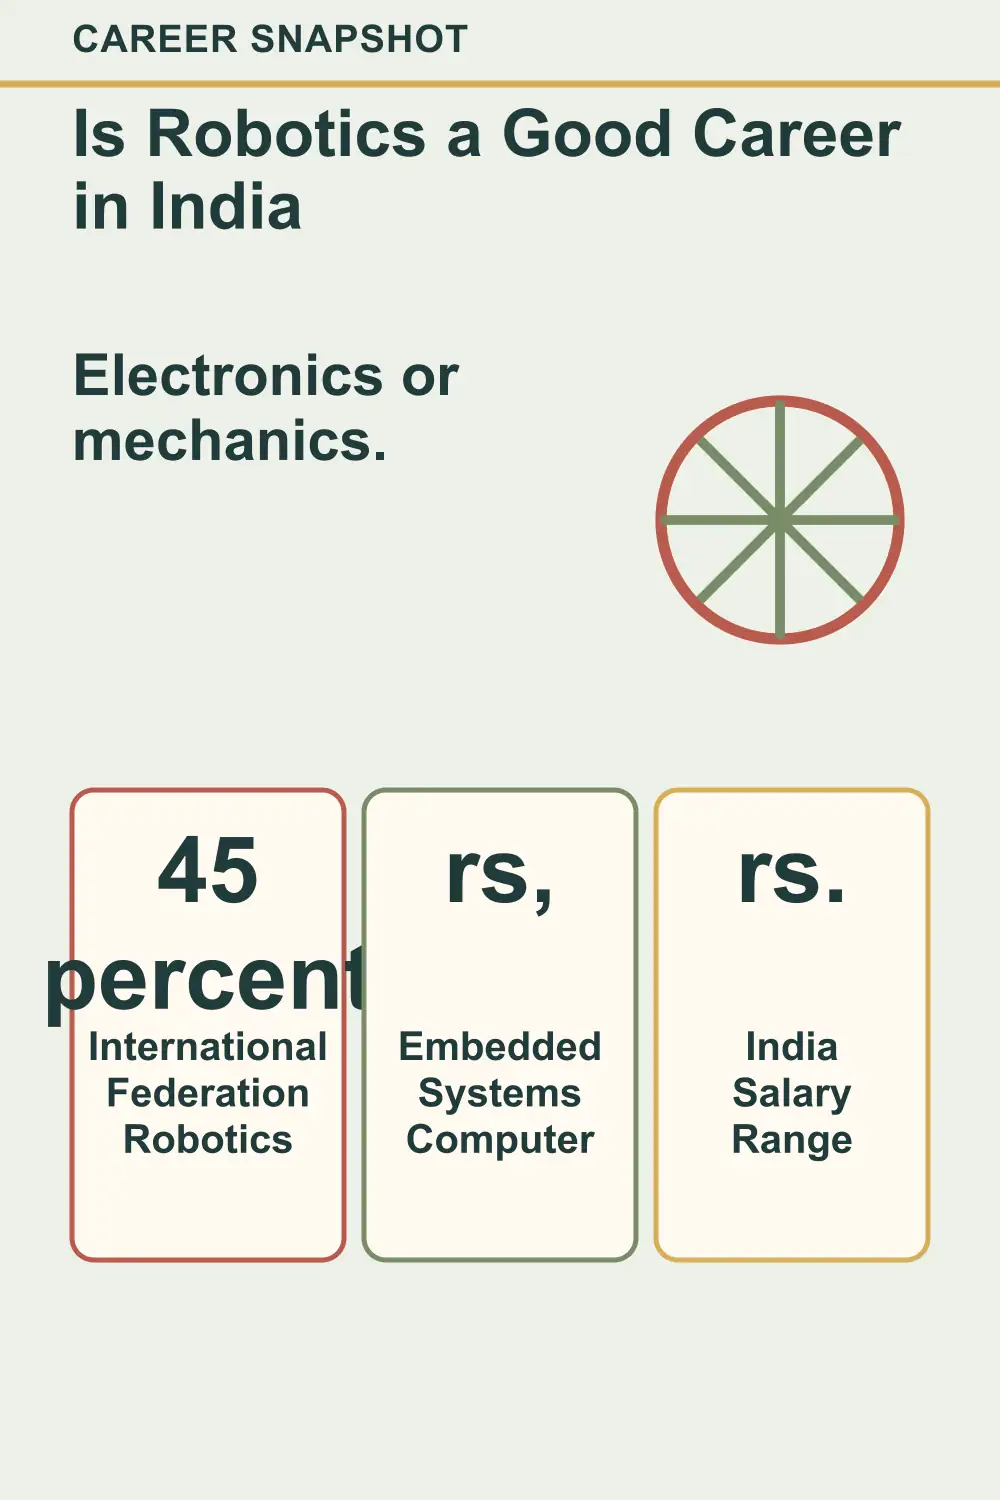 CAREER SNAPSHOT
Is Robotics a Good Career
in India
Electronics or
mechanics.
45
percent
International
Federation
Robotics
rs,
Embedded
Systems
Computer
rs.
India
Salary
Range